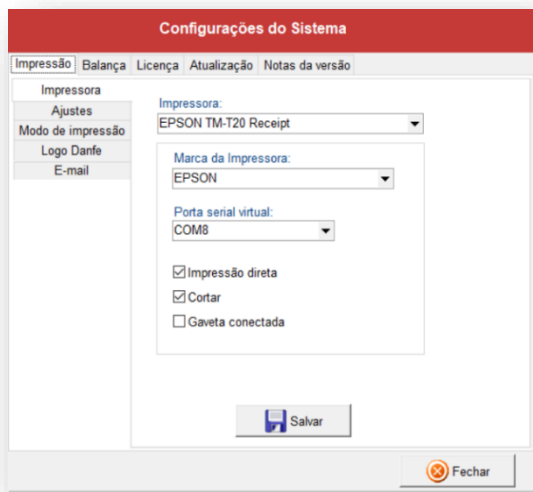 Configurações do Sistema
Impressão Balança Licença Atualização Notas da versão
Impressora
Ajustes
Modo de impressão
Logo Danfe
E-mail
Impressora:
EPSON TM-T20 Receipt
Marca da Impressora:
EPSON
Porta serial virtual:
COM8
Impressão direta
Cortar
Gaveta conectada
Salvar
Fechar